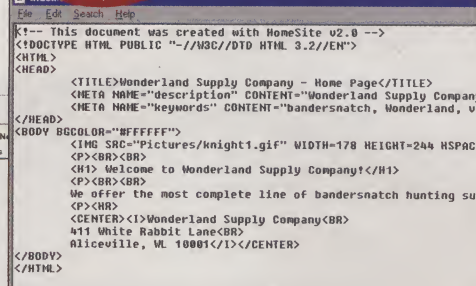 File Edit Search Help
<!-- This document was created with HomeSite v2.0 -->
<!DOCTYPE HTML PUBLIC "-//W3C//DTD HTML 3.2//EN">
<HTML>
<HEAD>
<TITLE>Wonderland Supply Company - Home Page</TITLE>
<META NAME="description" CONTENT="Wonderland Supply Company
<META NAME="keywords" CONTENT="bandersnatch, Wonderland, v
</HEAD>
<BODY BGCOLOR="#FFFFFF">
<IMG SRC="Pictures/knight1.gif" WIDTH=178 HEIGHT=244 HSPAC
<P><BR><BR>
<H1> Welcome to Wonderland Supply Company!</H1>
<P><BR><BR>
We offer the most complete line of bandersnatch hunting su
<P><HR>
<CENTER><I>Wonderland Supply Company<BR>
411 White Rabbit Lane<BR>
Aliceville, WL 10001</I></CENTER>
</BODY>
</HTML>